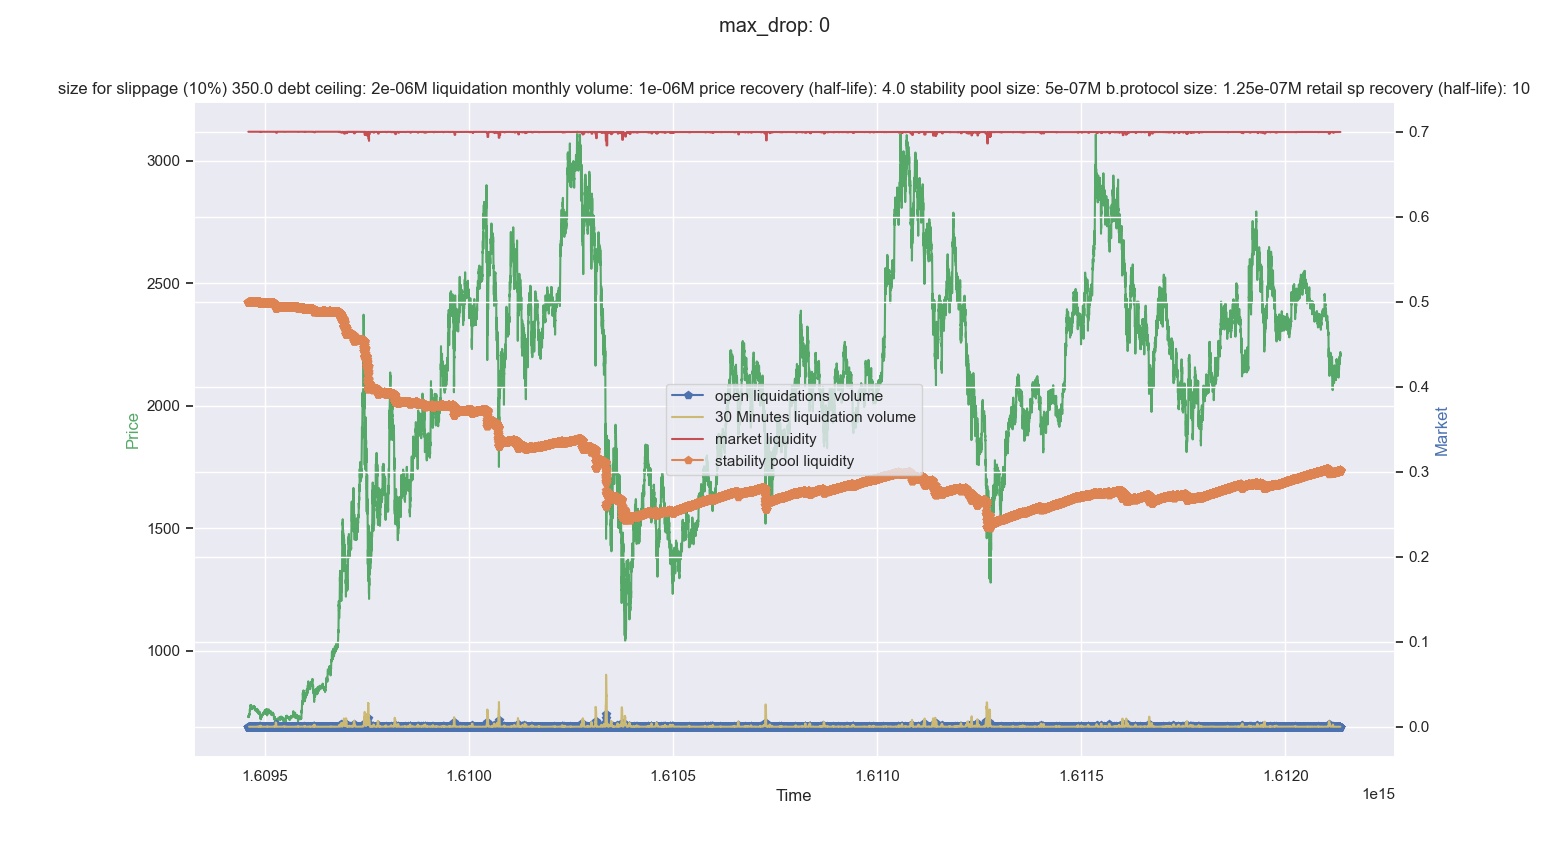 max_drop: 0
size for slippage (10%) 350.0 debt ceiling: 2e-06M liquidation monthly volume: 1e-06M price recovery (half-life): 4.0 stability pool size: 5e-07M b.protocol size: 1.25e-07M retail sp recovery (half-life): 10
3000
2500
2000
1500
1000
Price
0.7
0.6
0.5
0.4
0.3
0.2
0.1
0.0
Market
open liquidations volume
30 Minutes liquidation volume
market liquidity
stability pool liquidity
1.6095 1.6100 1.6105 1.6110 1.6115 1.6120
1e15
Time